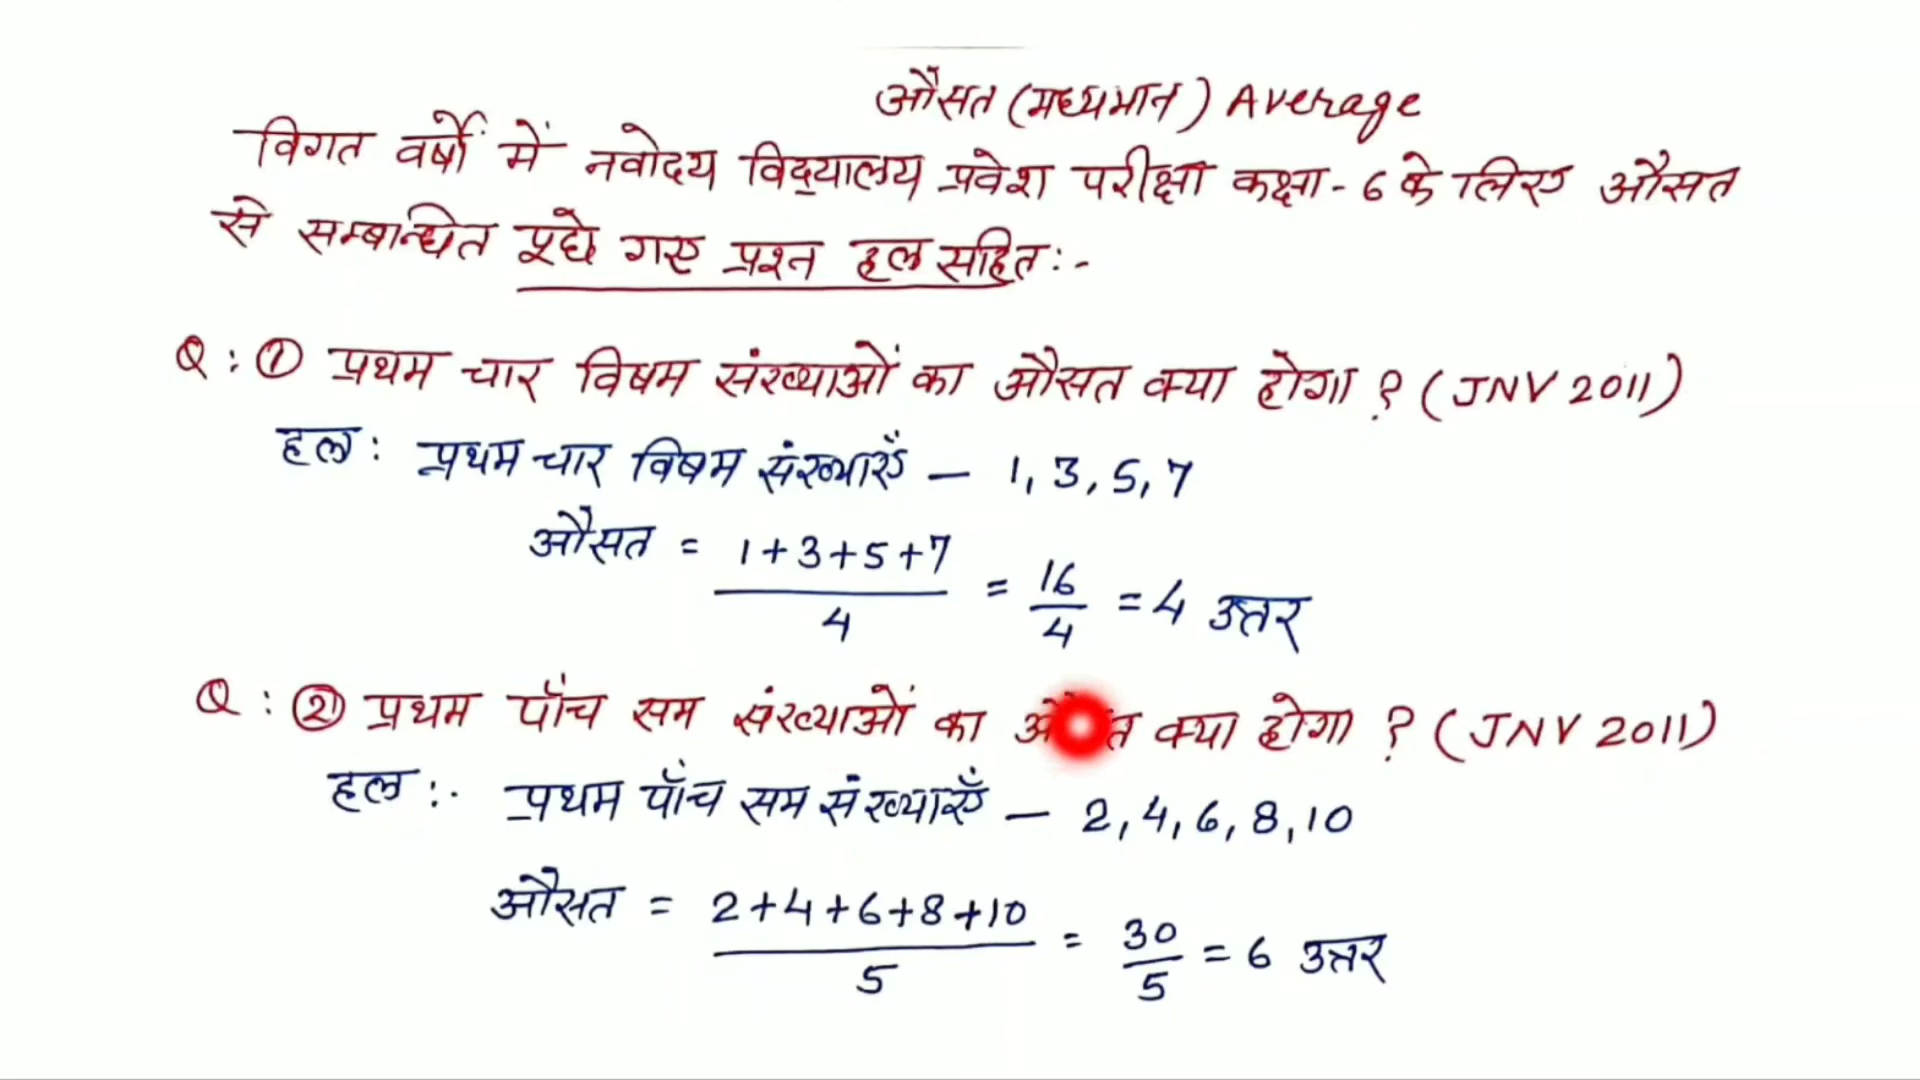 औसत (मध्यमान) Average
विगत वर्षों में नवोदय विद्यालय प्रवेश परीक्षा कक्षा - 6 के लिए औसत
से सम्बन्धित पूछे गए प्रश्न हल सहित :-
Q : ① प्रथम चार विषम संख्याओं का औसत क्या होगा ? (JNV 2011)
हल : प्रथम चार विषम संख्याएँ — 1, 3, 5, 7
औसत = 1+3+5+7 / 4 = 16/4 = 4 उत्तर
Q : ② प्रथम पाँच सम संख्याओं का क्या होगा ? (JNV 2011)
हल :- प्रथम पाँच सम संख्याएँ — 2, 4, 6, 8, 10
औसत = 2+4+6+8+10 / 5 = 30/5 = 6 उत्तर